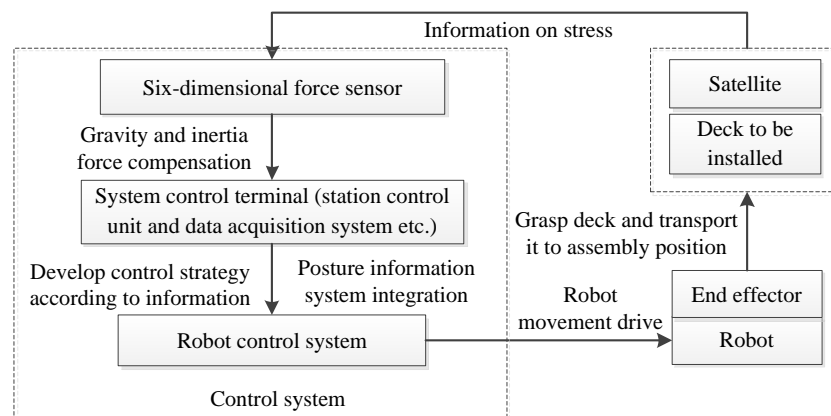 Information on stress
Six-dimensional force sensor
Gravity and inertia
force compensation
System control terminal (station control
unit and data acquisition system etc.)
Develop control strategy
according to information
Posture information
system integration
Robot control system
Control system
Robot
movement drive
End effector
Robot
Grasp deck and transport
it to assembly position
Satellite
Deck to be
installed